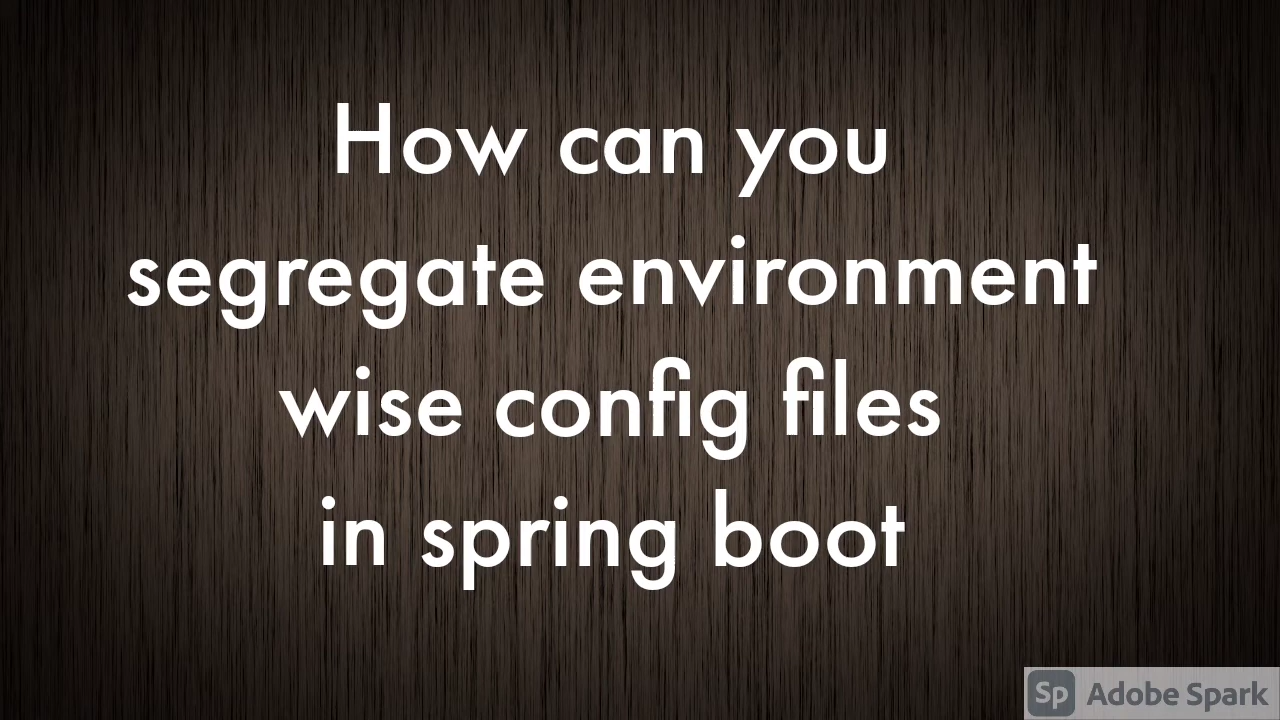 How can you
segregate environment
wise config files
in spring boot
Sp Adobe Spark